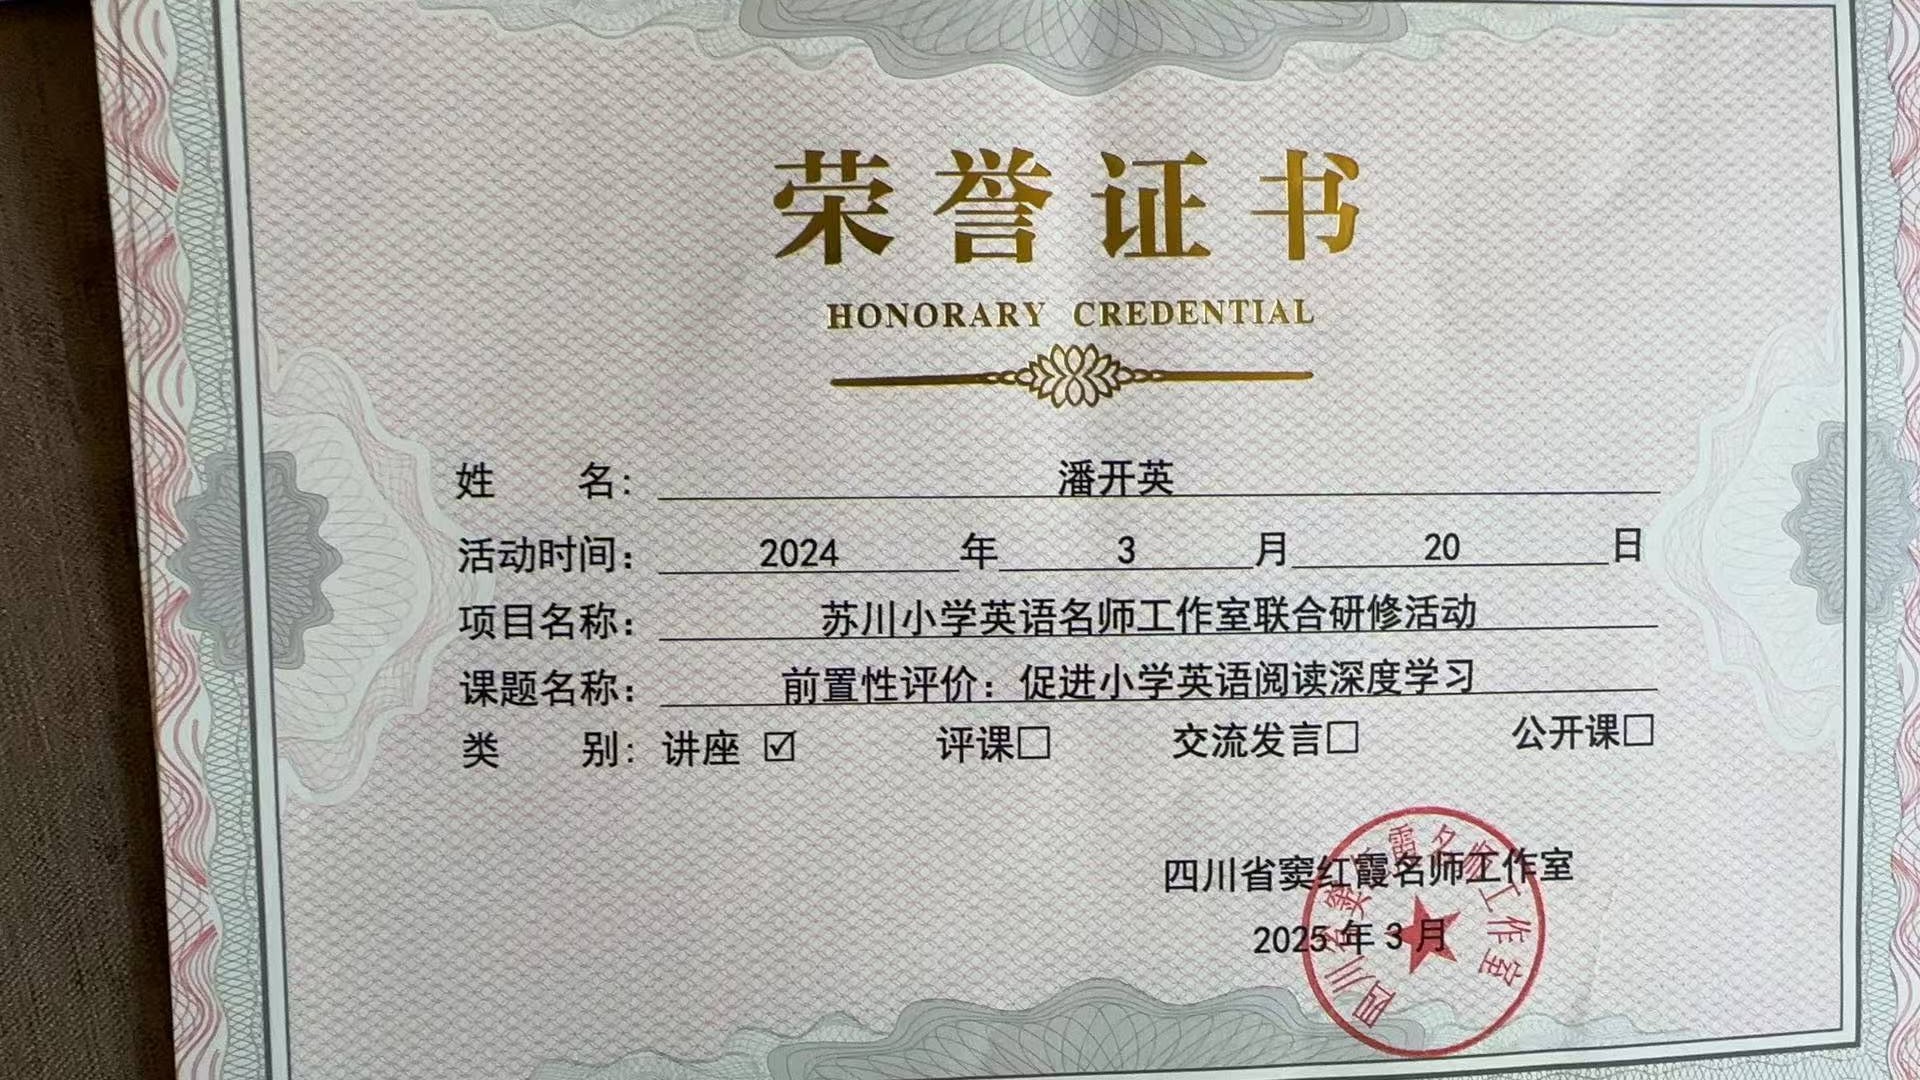 荣誉证书
HONORARY CREDENTIAL
姓 名： 潘开英
活动时间： 2024 年 3 月 20 日
项目名称： 苏川小学英语名师工作室联合研修活动
课题名称： 前置性评价：促进小学英语阅读深度学习
类 别： 讲座 ☑ 评课□ 交流发言□ 公开课□
四川省窦红霞名师工作室
2025 年 3 月